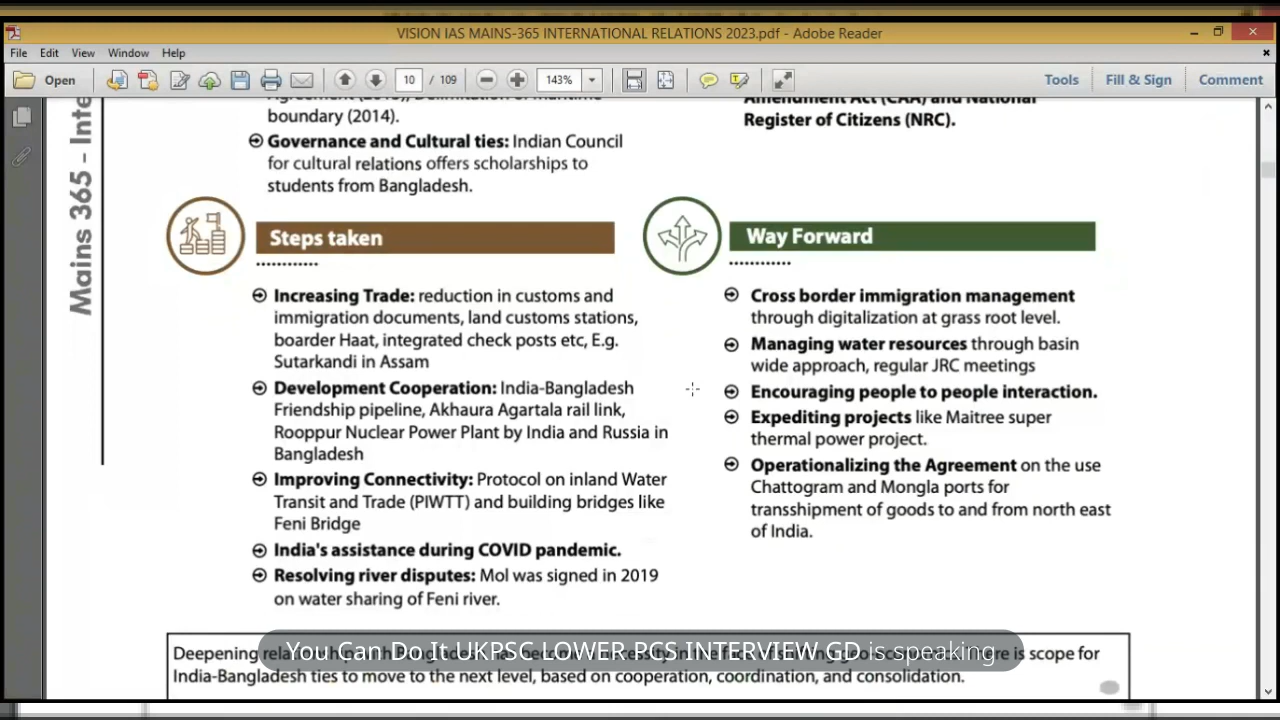 VISION IAS MAINS-365 INTERNATIONAL RELATIONS 2023.pdf - Adobe Reader
File Edit View Window Help
Open 10 / 109 143% Tools Fill & Sign Comment
Mains 365 - Inte
boundary (2014).
Governance and Cultural ties: Indian Council
for cultural relations offers scholarships to
students from Bangladesh.
Amendment Act (CAA) and National
Register of Citizens (NRC).
Steps taken
Increasing Trade: reduction in customs and
immigration documents, land customs stations,
boarder Haat, integrated check posts etc, E.g.
Sutarkandi in Assam
Development Cooperation: India-Bangladesh
Friendship pipeline, Akhaura Agartala rail link,
Rooppur Nuclear Power Plant by India and Russia in
Bangladesh
Improving Connectivity: Protocol on inland Water
Transit and Trade (PIWTT) and building bridges like
Feni Bridge
India's assistance during COVID pandemic.
Resolving river disputes: MoI was signed in 2019
on water sharing of Feni river.
Way Forward
Cross border immigration management
through digitalization at grass root level.
Managing water resources through basin
wide approach, regular JRC meetings
Encouraging people to people interaction.
Expediting projects like Maitree super
thermal power project.
Operationalizing the Agreement on the use
Chattogram and Mongla ports for
transshipment of goods to and from north east
of India.
Deepening is scope for
You Can Do It UKPSC LOWER PCS INTERVIEW GD is speaking
India-Bangladesh ties to move to the next level, based on cooperation, coordination, and consolidation.